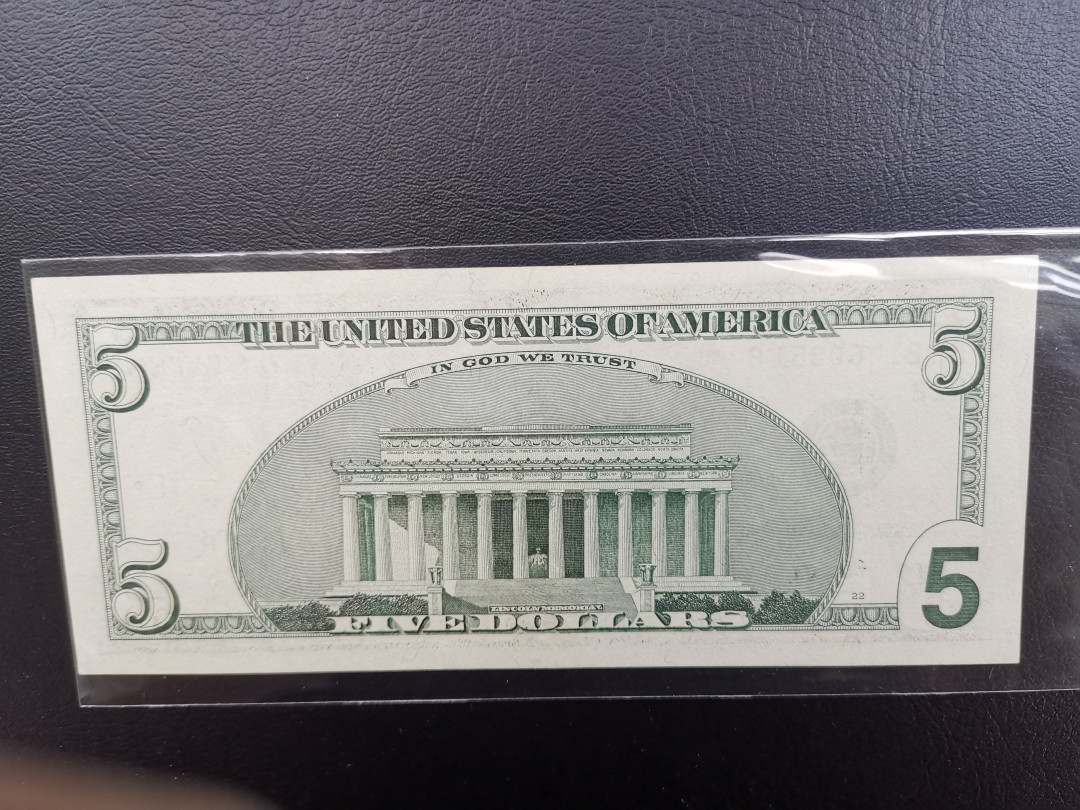 5 THE UNITED STATES OF AMERICA 5
IN GOD WE TRUST
22
LINCOLN MEMORIAL
5 FIVE DOLLARS 5